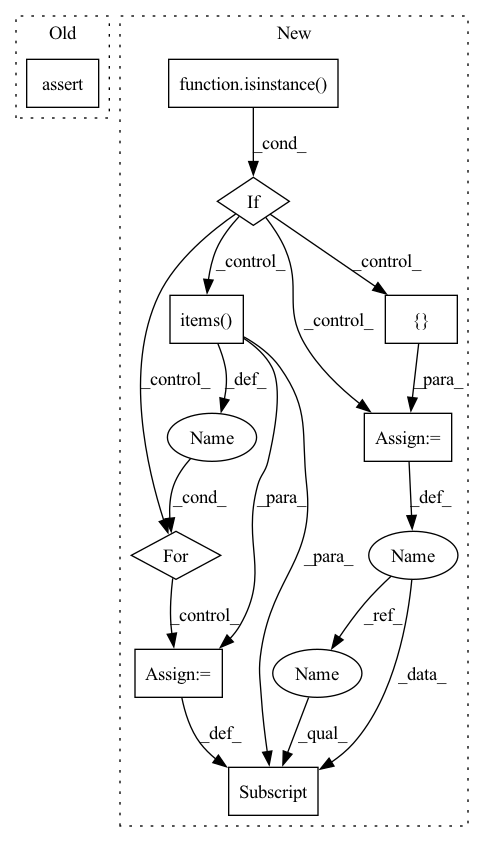 Old
New
assert
function.isinstance()
_cond_
If
_control_
_control_
items()
{}
_control_
_control_
_def_
_para_
Name
Assign:=
_cond_
_para_
_def_
For
_para_
Name
_control_
_ref_
Assign:=
Name
_data_
_def_
_qual_
Subscript